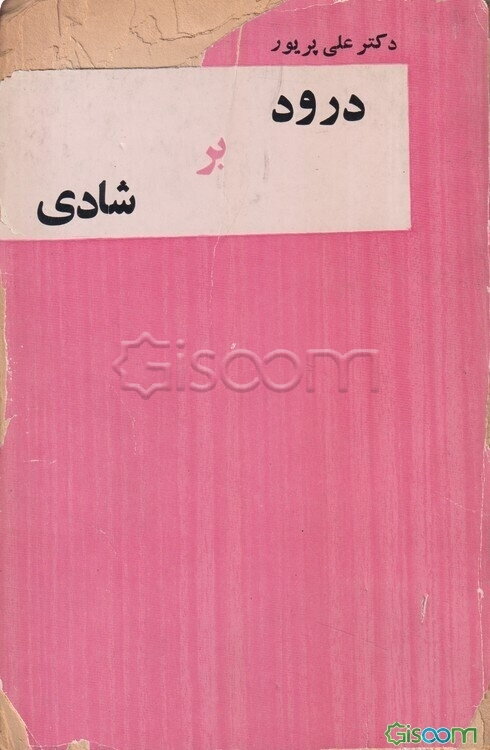 دکتر علی پریور
درود
بر
شادی
Gisoom
Gisoom